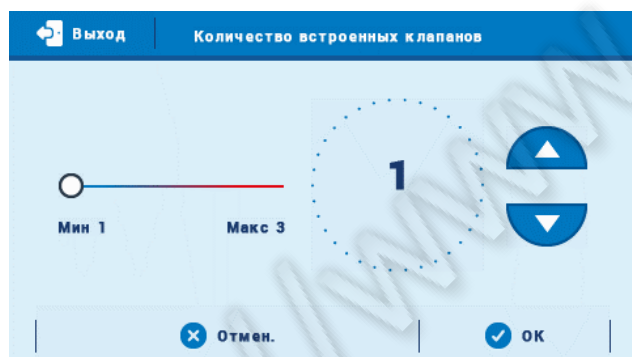 Выход
Количество встроенных клапанов
1
Мин 1
Макс 3
Отмен.
OK